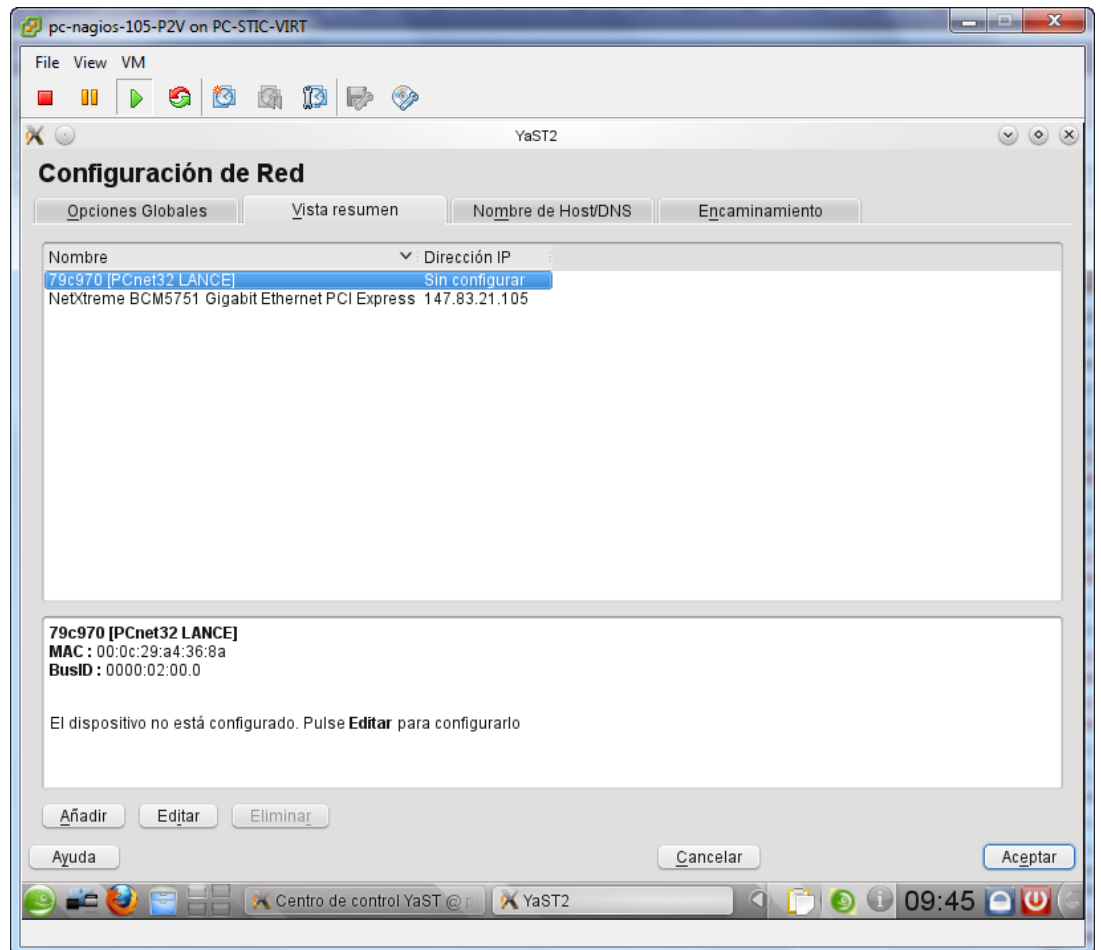 pc-nagios-105-P2V on PC-STIC-VIRT
File View VM
YaST2
Configuración de Red
Opciones Globales
Vista resumen
Nombre de Host/DNS
Encaminamiento
Nombre
Dirección IP
79c970 [PCnet32 LANCE] Sin configurar
NetXtreme BCM5751 Gigabit Ethernet PCI Express 147.83.21.105
79c970 [PCnet32 LANCE]
MAC : 00:0c:29:a4:36:8a
BusID : 0000:02:00.0
El dispositivo no está configurado. Pulse Editar para configurarlo
Añadir
Editar
Eliminar
Ayuda
Cancelar
Aceptar
Centro de control YaST @ p
YaST2
09:45